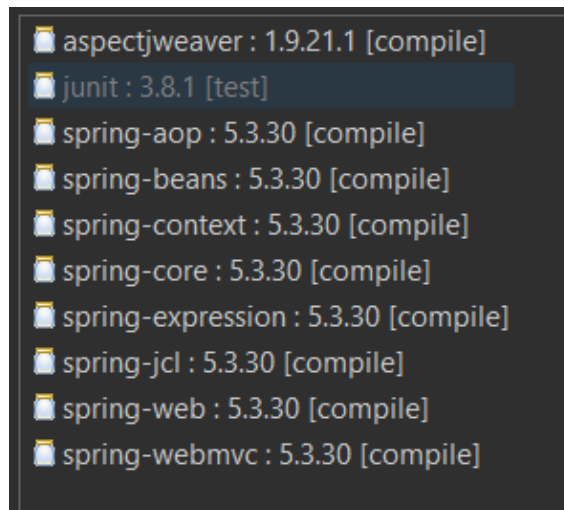 aspectjweaver : 1.9.21.1 [compile]
junit : 3.8.1 [test]
spring-aop : 5.3.30 [compile]
spring-beans : 5.3.30 [compile]
spring-context : 5.3.30 [compile]
spring-core : 5.3.30 [compile]
spring-expression : 5.3.30 [compile]
spring-jcl : 5.3.30 [compile]
spring-web : 5.3.30 [compile]
spring-webmvc : 5.3.30 [compile]